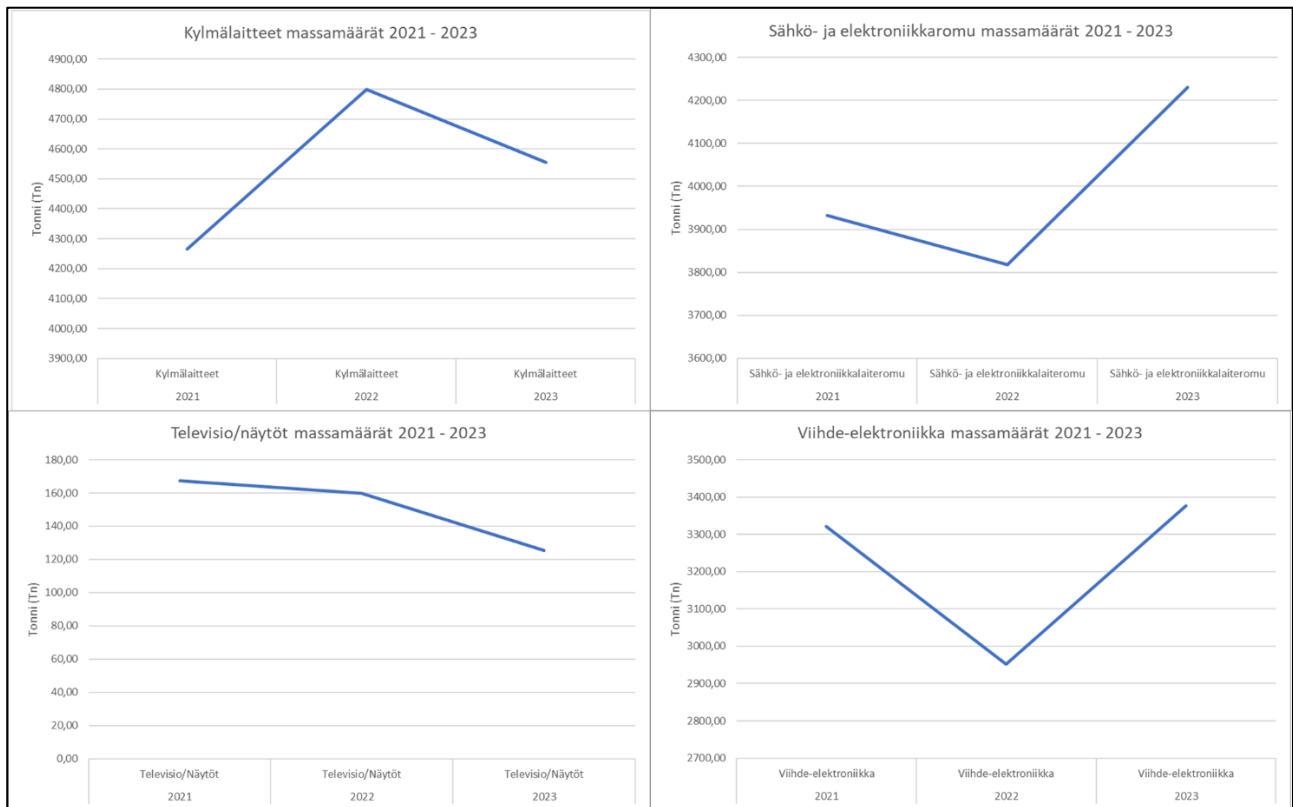 Kylmälaitteet massamäärät 2021 - 2023
4900,00
4800,00
4700,00
4600,00
4500,00
4400,00
4300,00
4200,00
4100,00
4000,00
3900,00
Tonni (Tn)
Kylmälaitteet Kylmälaitteet Kylmälaitteet
2021 2022 2023
Sähkö- ja elektroniikkaromu massamäärät 2021 - 2023
4300,00
4200,00
4100,00
4000,00
3900,00
3800,00
3700,00
3600,00
Tonni (Tn)
Sähkö- ja elektroniikkalaiteromu Sähkö- ja elektroniikkalaiteromu Sähkö- ja elektroniikkalaiteromu
2021 2022 2023
Televisio/näytöt massamäärät 2021 - 2023
180,00
160,00
140,00
120,00
100,00
80,00
60,00
40,00
20,00
0,00
Tonni (Tn)
Televisio/Näytöt Televisio/Näytöt Televisio/Näytöt
2021 2022 2023
Viihde-elektroniikka massamäärät 2021 - 2023
3500,00
3400,00
3300,00
3200,00
3100,00
3000,00
2900,00
2800,00
2700,00
Tonni (Tn)
Viihde-elektroniikka Viihde-elektroniikka Viihde-elektroniikka
2021 2022 2023